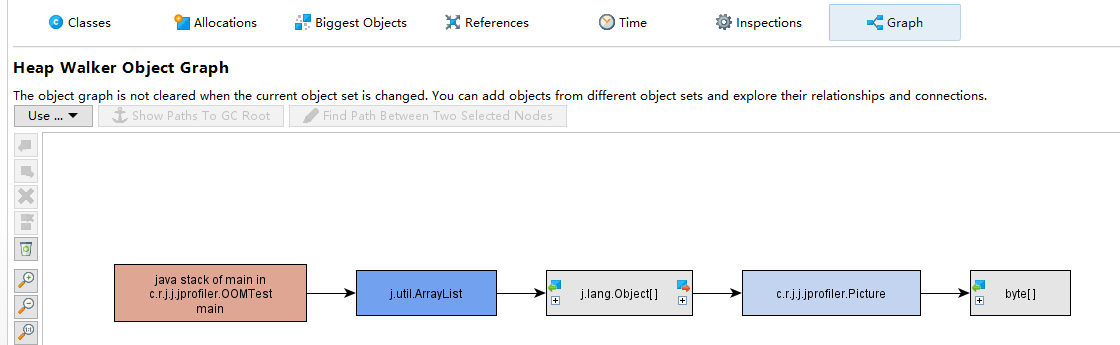 Classes Allocations Biggest Objects References Time Inspections Graph
Heap Walker Object Graph
The object graph is not cleared when the current object set is changed. You can add objects from different object sets and explore their relationships and connections.
Use ... Show Paths To GC Root Find Path Between Two Selected Nodes
java stack of main in
c.r.j.j.jprofiler.OOMTest
main
j.util.ArrayList
j.lang.Object[ ]
c.r.j.j.jprofiler.Picture
byte[ ]